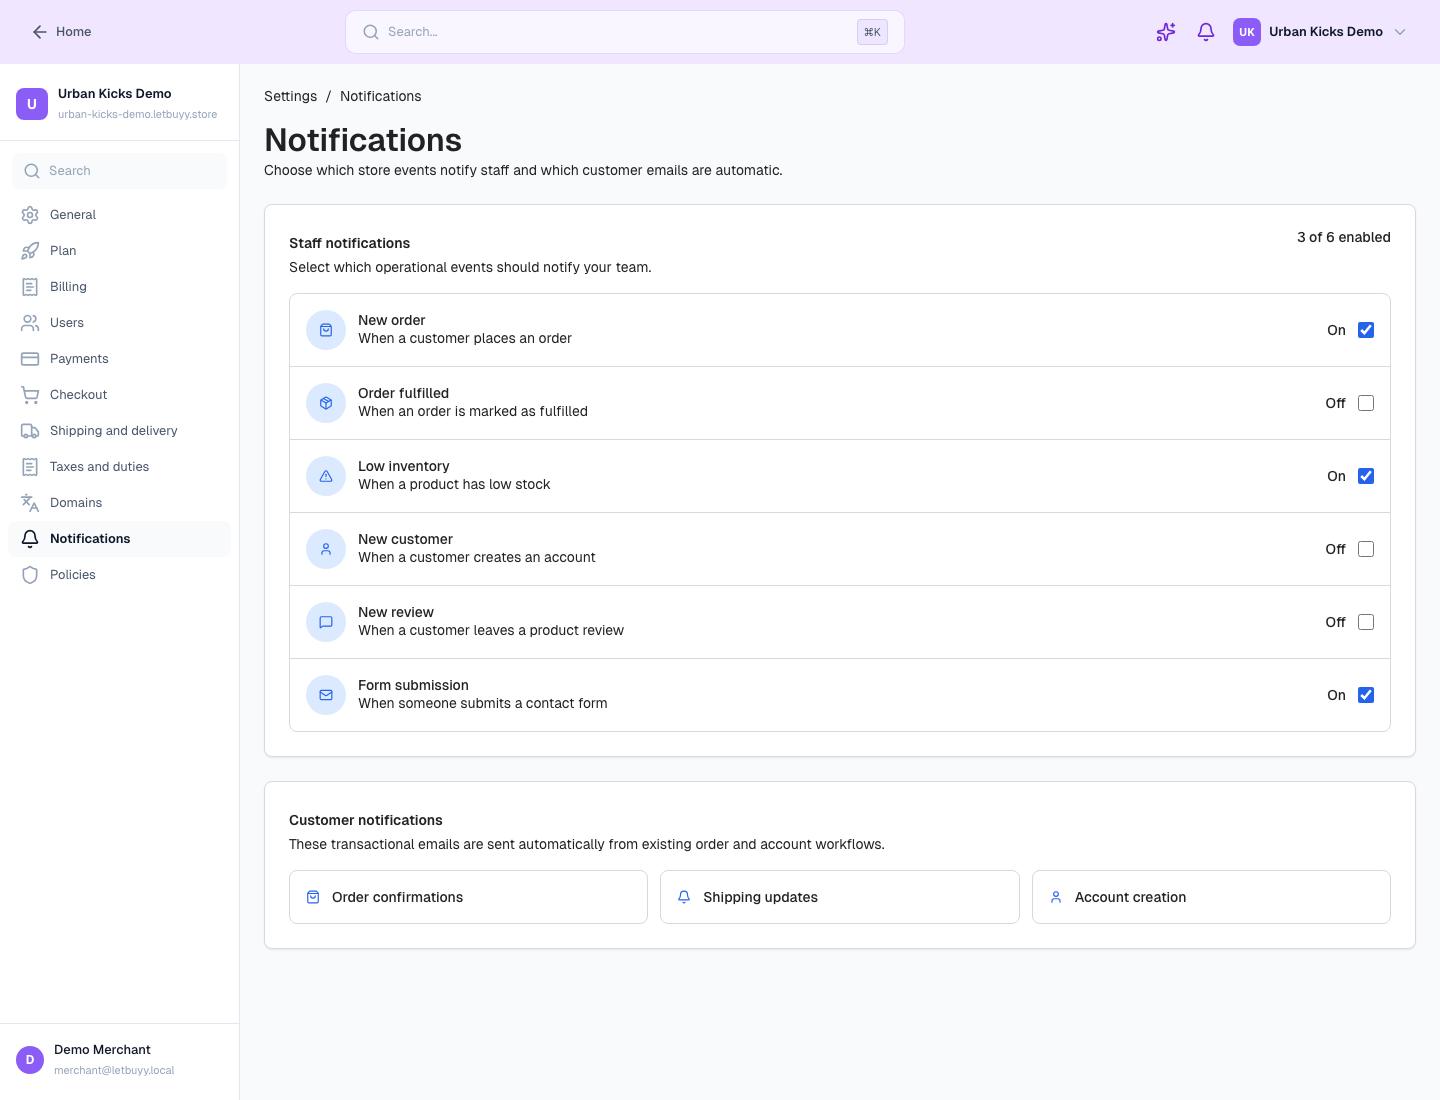 Home
Search...
⌘K
UK
Urban Kicks Demo
U
Urban Kicks Demo
urban-kicks-demo.letbuyy.store
Search
General
Plan
Billing
Users
Payments
Checkout
Shipping and delivery
Taxes and duties
Domains
Notifications
Policies
D
Demo Merchant
merchant@letbuyy.local
Settings / Notifications
Notifications
Choose which store events notify staff and which customer emails are automatic.
Staff notifications
3 of 6 enabled
Select which operational events should notify your team.
New order
When a customer places an order
On
Order fulfilled
When an order is marked as fulfilled
Off
Low inventory
When a product has low stock
On
New customer
When a customer creates an account
Off
New review
When a customer leaves a product review
Off
Form submission
When someone submits a contact form
On
Customer notifications
These transactional emails are sent automatically from existing order and account workflows.
Order confirmations
Shipping updates
Account creation